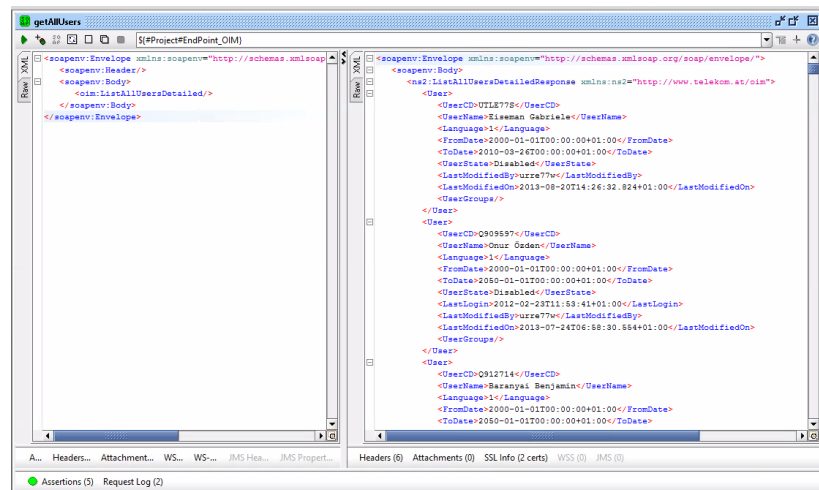 getAllUsers
${#Project#EndPoint_OIM}
XML
Raw
<soapenv:Envelope xmlns:soapenv="http://schemas.xmlsoap
<soapenv:Header/>
<soapenv:Body>
<oim:ListAllUsersDetailed/>
</soapenv:Body>
</soapenv:Envelope>
A... Headers... Attachment... WS... WS-... JMS Hea... JMS Propert...
XML
Raw
<soapenv:Envelope xmlns:soapenv="http://schemas.xmlsoap.org/soap/envelope/">
<soapenv:Body>
<ns2:ListAllUsersDetailedResponse xmlns:ns2="http://www.telekom.at/oim">
<User>
<UserCD>UTLE77S</UserCD>
<UserName>Eiseman Gabriele</UserName>
<Language>1</Language>
<FromDate>2000-01-01T00:00:00+01:00</FromDate>
<ToDate>2010-03-26T00:00:00+01:00</ToDate>
<UserState>Disabled</UserState>
<LastModifiedBy>urre77w</LastModifiedBy>
<LastModifiedOn>2013-08-20T14:26:32.824+01:00</LastModifiedOn>
<UserGroups/>
</User>
<User>
<UserCD>Q909597</UserCD>
<UserName>Onur Özden</UserName>
<Language>1</Language>
<FromDate>2000-01-01T00:00:00+01:00</FromDate>
<ToDate>2050-01-01T00:00:00+01:00</ToDate>
<UserState>Disabled</UserState>
<LastLogin>2012-02-23T11:53:41+01:00</LastLogin>
<LastModifiedBy>urre77w</LastModifiedBy>
<LastModifiedOn>2013-07-24T06:58:30.554+01:00</LastModifiedOn>
<UserGroups/>
</User>
<User>
<UserCD>Q912714</UserCD>
<UserName>Baranyai Benjamin</UserName>
<Language>1</Language>
<FromDate>2000-01-01T00:00:00+01:00</FromDate>
<ToDate>2050-01-01T00:00:00+01:00</ToDate>
Headers (6) Attachments (0) SSL Info (2 certs) WSS (0) JMS (0)
Assertions (5) Request Log (2)